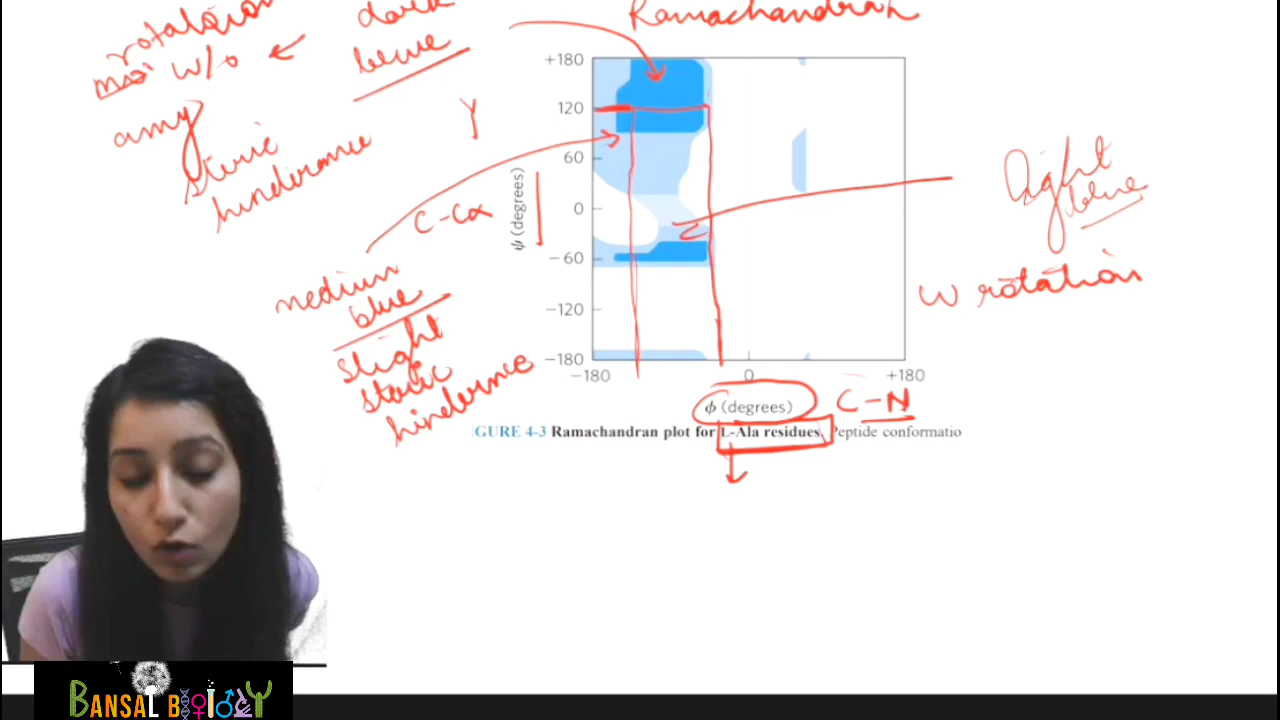 rotation
max w/o ←
any
steric
hinderance
dark
blue
Ramachandran
+180
120
60
0
−60
−120
−180
ψ (degrees)
C-Cα
medium
blue
slight
steric
hinderance
light
blue
w rotation
−180
0
+180
ϕ (degrees)
C-N
GURE 4-3 Ramachandran plot for L-Ala residues. Peptide conformatio
BANSAL BIOLOGY